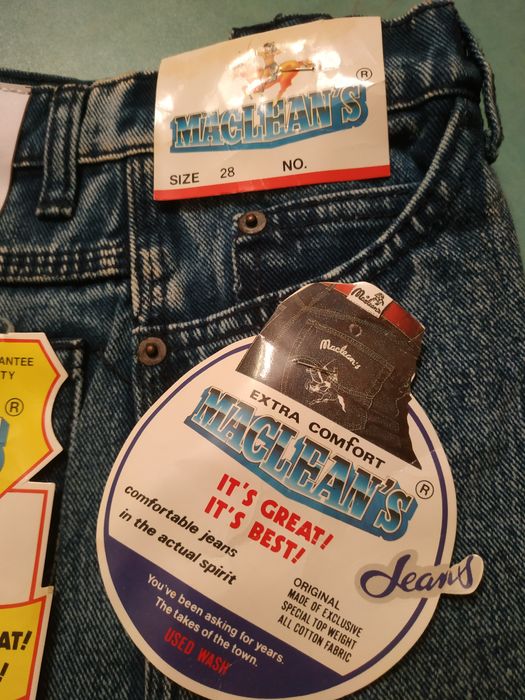 ®
MACLHAN'S
SIZE 28 NO.
Maclean's
EXTRA COMFORT
MACLHAN'S
®
IT'S GREAT!
IT'S BEST!
comfortable jeans
in the actual spirit
Jeans
ORIGINAL
MADE OF EXCLUSIVE
SPECIAL TOP WEIGHT
ALL COTTON FABRIC
You've been asking for years.
The takes of the town.
USED WASH
ANTEE
TY
®
S
AT!
!